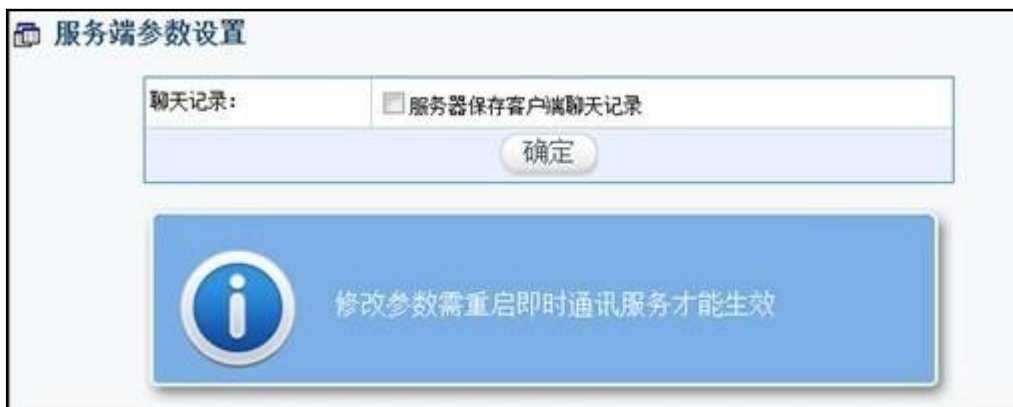 服务端参数设置
聊天记录: 服务器保存客户端聊天记录
确定
修改参数需重启即时通讯服务才能生效